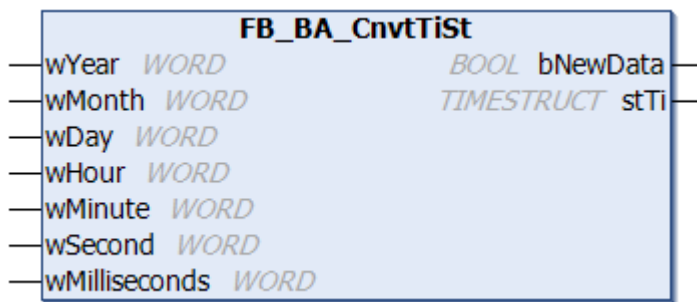 FB_BA_CnvtTiSt
wYear WORD BOOL bNewData
wMonth WORD TIMESTRUCT stTi
wDay WORD
wHour WORD
wMinute WORD
wSecond WORD
wMilliseconds WORD